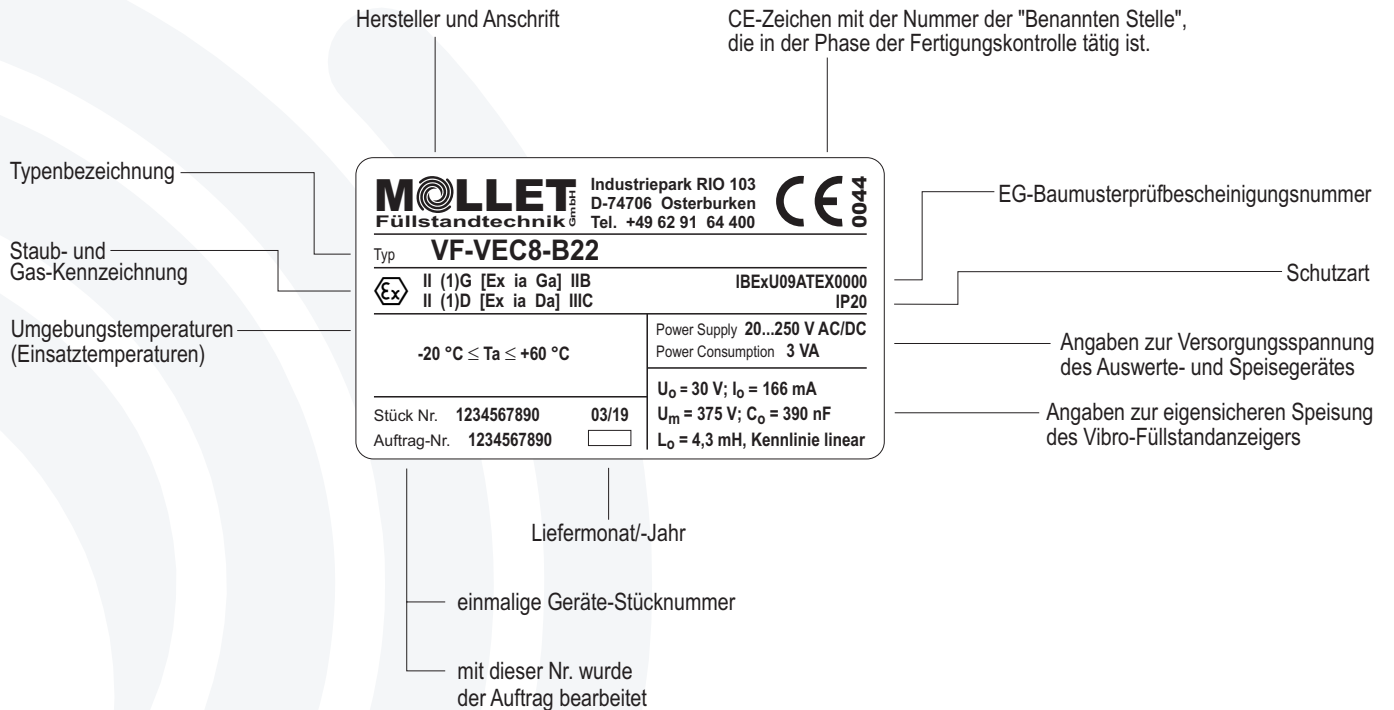 Hersteller und Anschrift
CE-Zeichen mit der Nummer der "Benannten Stelle",
die in der Phase der Fertigungskontrolle tätig ist.
Typenbezeichnung
Staub- und
Gas-Kennzeichnung
Umgebungstemperaturen
(Einsatztemperaturen)
MOLLET
Füllstandtechnik GmbH
Industriepark RIO 103
D-74706 Osterburken
Tel. +49 62 91 64 400
CE 0044
Typ VF-VEC8-B22
Ex II (1)G [Ex ia Ga] IIB
II (1)D [Ex ia Da] IIIC
IBExU09ATEX0000
IP20
-20 °C ≤ Ta ≤ +60 °C
Power Supply 20...250 V AC/DC
Power Consumption 3 VA
Stück Nr. 1234567890 03/19
Auftrag-Nr. 1234567890
Uo = 30 V; Io = 166 mA
Um = 375 V; Co = 390 nF
Lo = 4,3 mH, Kennlinie linear
EG-Baumusterprüfbescheinigungsnummer
Schutzart
Angaben zur Versorgungsspannung
des Auswerte- und Speisegerätes
Angaben zur eigensicheren Speisung
des Vibro-Füllstandanzeigers
Liefermonat/-Jahr
einmalige Geräte-Stücknummer
mit dieser Nr. wurde
der Auftrag bearbeitet